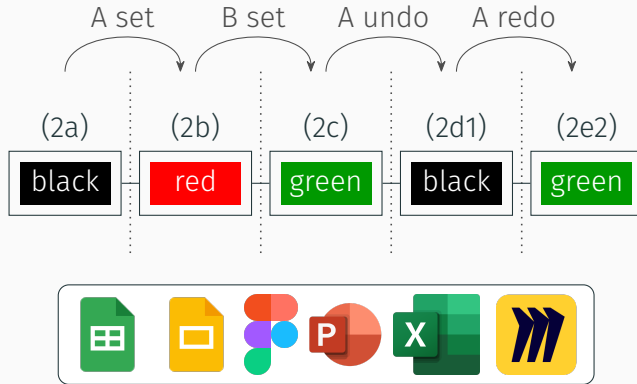 A set B set A undo A redo
(2a) (2b) (2c) (2d1) (2e2)
black red green black green
P X